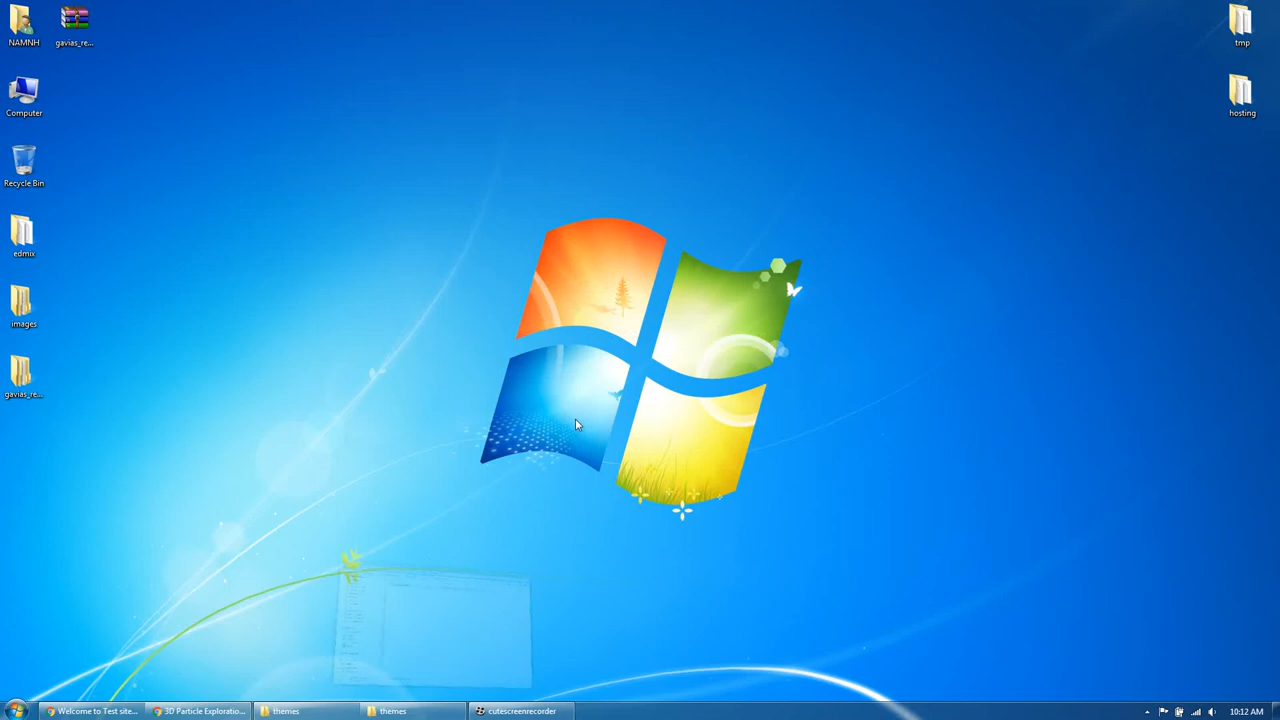 NAMNH
gavias_re...
Computer
Recycle Bin
edmix
images
gavias_re...
tmp
hosting
Welcome to Test site...
3D Particle Exploratio...
themes
themes
cutescreenrecorder
10:12 AM